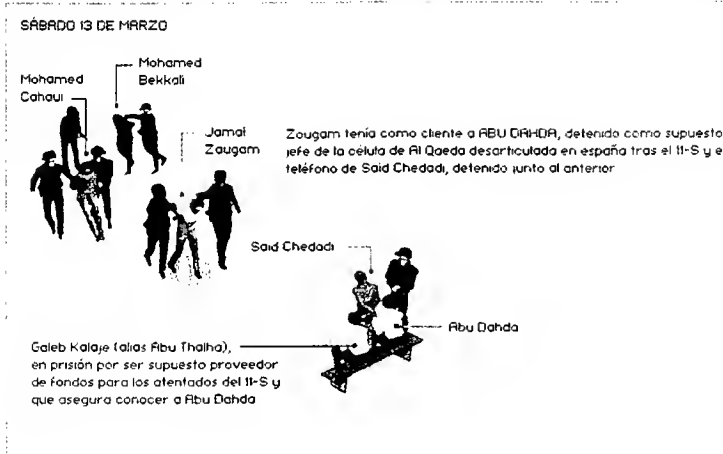 SÁBADO 13 DE MARZO
Mohamed
Bekkali
Mohamed
Cahaui
Jamal
Zaugam
Zougam tenía como cliente a ABU DAHDA, detenido como supuesto
jefe de la célula de Al Qaeda desarticulada en españa tras el 11-S y e
teléfono de Said Chedadi, detenido junto al anterior
Said Chedadi
Abu Dahda
Galeb Kalaje (alias Abu Thalha),
en prisión por ser supuesto proveedor
de fondos para los atentados del 11-S y
que asegura conocer a Abu Dahda